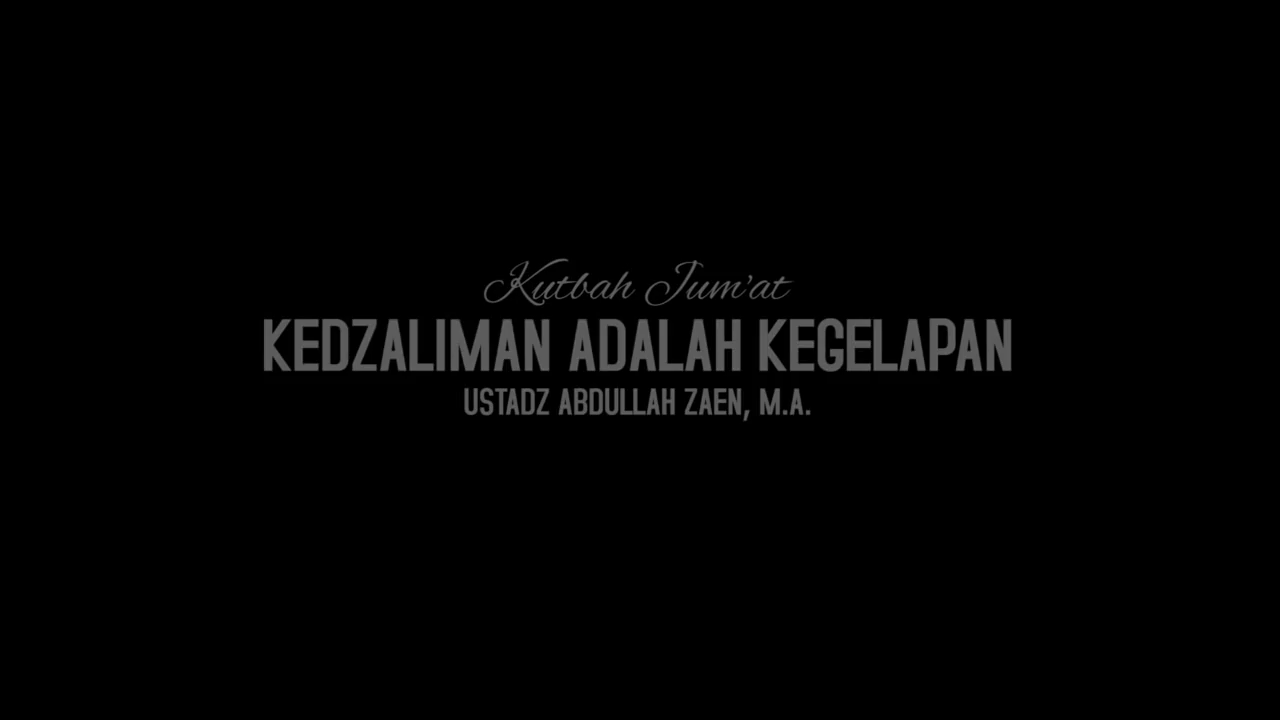 Kutbah Jum'at
KEDZALIMAN ADALAH KEGELAPAN
USTADZ ABDULLAH ZAEN, M.A.